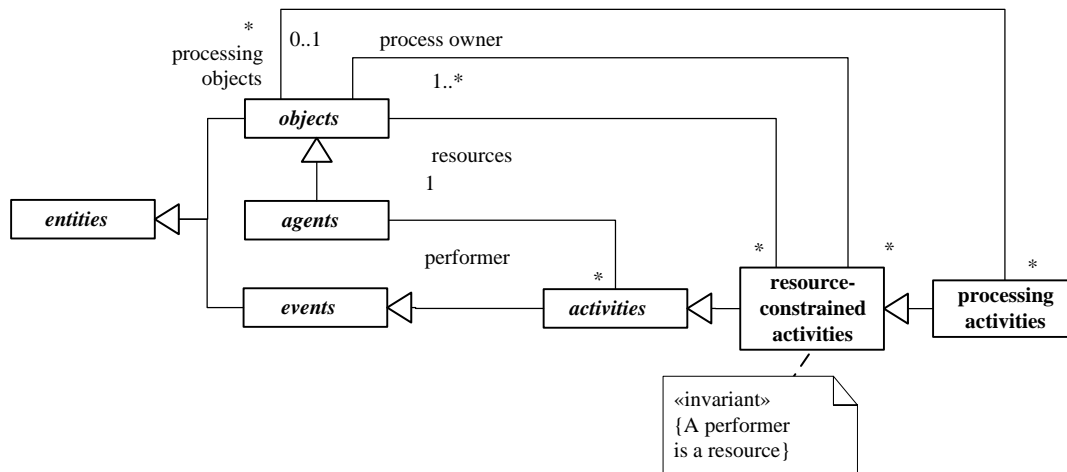 *
processing
objects
0..1
process owner
1..*
objects
resources
1
entities
agents
performer
*
*
*
*
events
activities
resource-
constrained
activities
processing
activities
«invariant»
{A performer
is a resource}